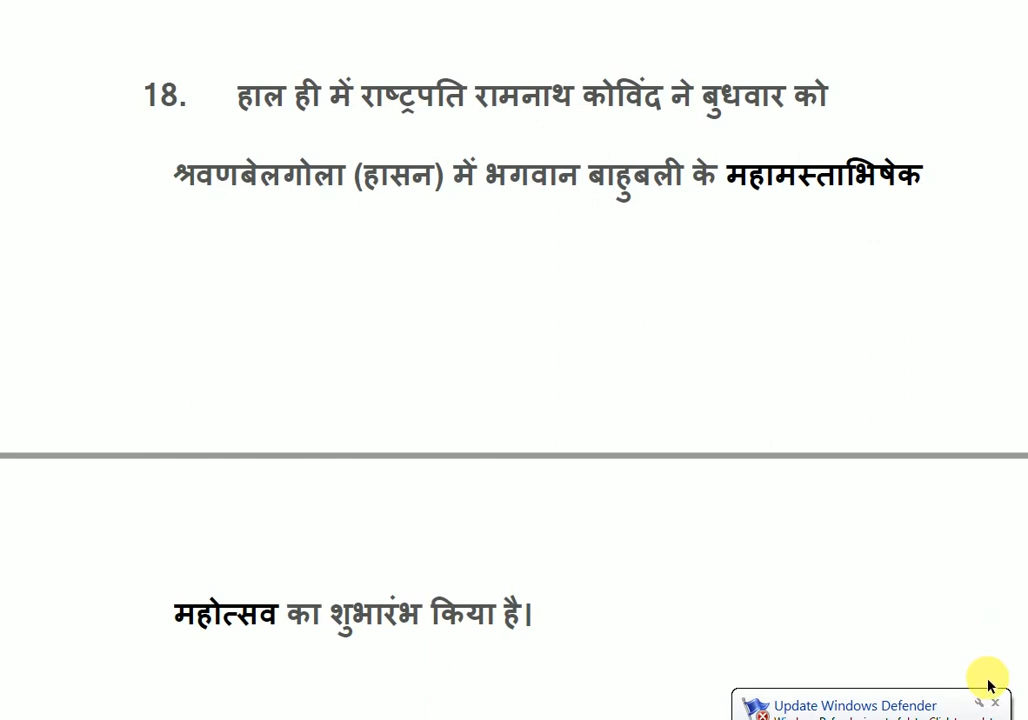 18. हाल ही में राष्ट्रपति रामनाथ कोविंद ने बुधवार को
श्रवणबेलगोला (हासन) में भगवान बाहुबली के महामस्ताभिषेक
महोत्सव का शुभारंभ किया है।
Update Windows Defender